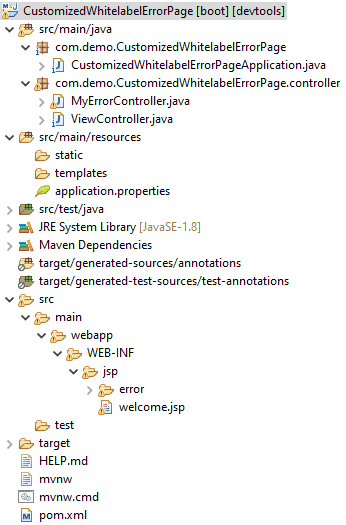 CustomizedWhitelabelErrorPage [boot] [devtools]
src/main/java
com.demo.CustomizedWhitelabelErrorPage
CustomizedWhitelabelErrorPageApplication.java
com.demo.CustomizedWhitelabelErrorPage.controller
MyErrorController.java
ViewController.java
src/main/resources
static
templates
application.properties
src/test/java
JRE System Library [JavaSE-1.8]
Maven Dependencies
target/generated-sources/annotations
target/generated-test-sources/test-annotations
src
main
webapp
WEB-INF
jsp
error
welcome.jsp
test
target
HELP.md
mvnw
mvnw.cmd
pom.xml